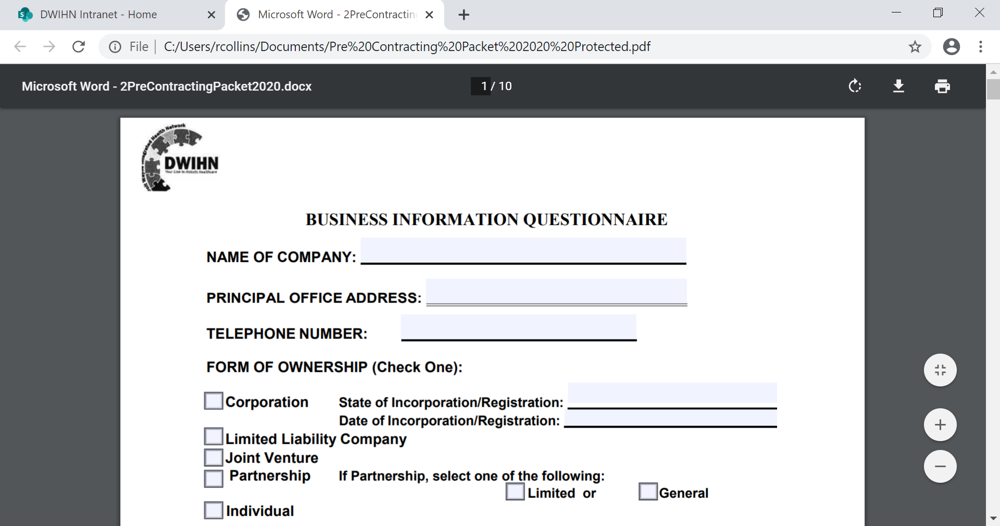 DWIHN Intranet - Home
Microsoft Word - 2PreContractin
File
C:/Users/rcollins/Documents/Pre%20Contracting%20Packet%202020%20Protected.pdf
Microsoft Word - 2PreContractingPacket2020.docx
1 / 10
Integrated Health Network
DWIHN
Your Link to Holistic Healthcare
BUSINESS INFORMATION QUESTIONNAIRE
NAME OF COMPANY:
PRINCIPAL OFFICE ADDRESS:
TELEPHONE NUMBER:
FORM OF OWNERSHIP (Check One):
Corporation State of Incorporation/Registration:
Date of Incorporation/Registration:
Limited Liability Company
Joint Venture
Partnership If Partnership, select one of the following:
Limited or General
Individual